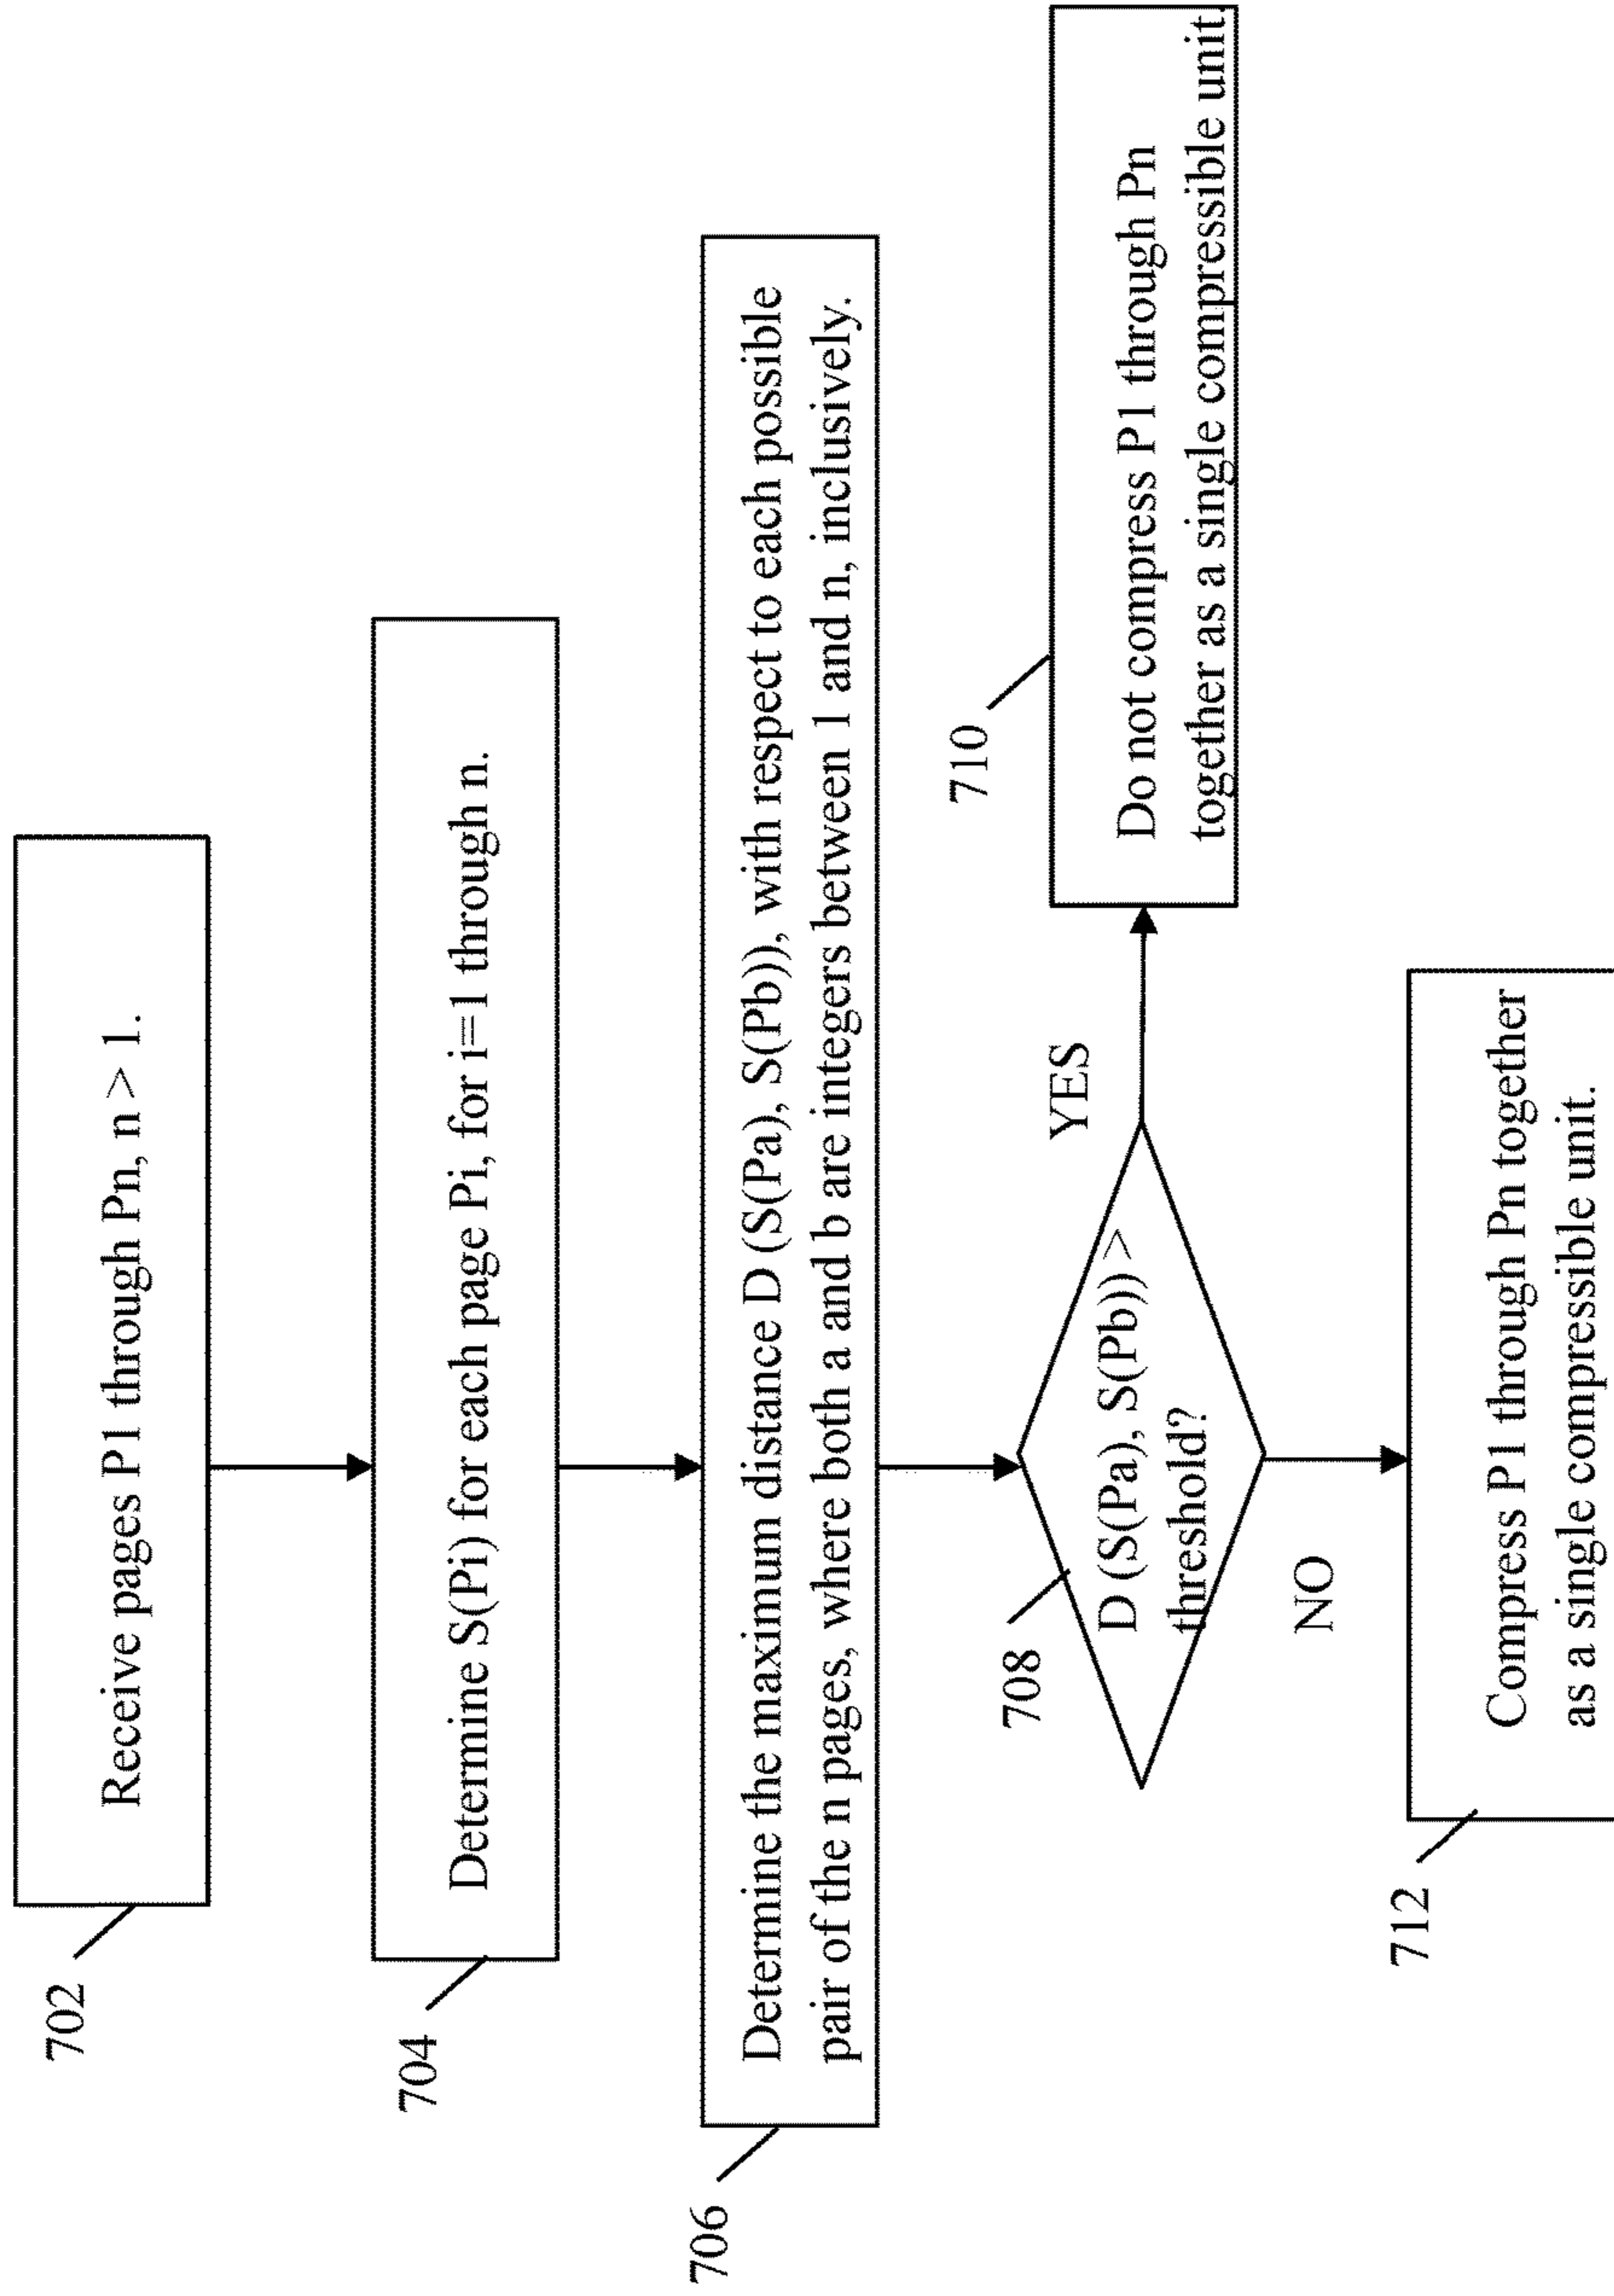 702
Receive pages P1 through Pn, n > 1.
704
Determine S(Pi) for each page Pi, for i=1 through n.
706
Determine the maximum distance D (S(Pa), S(Pb)), with respect to each possible
pair of the n pages, where both a and b are integers between 1 and n, inclusively.
708
D (S(Pa), S(Pb)) >
threshold?
YES
710
Do not compress P1 through Pn
together as a single compressible unit.
NO
712
Compress P1 through Pn together
as a single compressible unit.